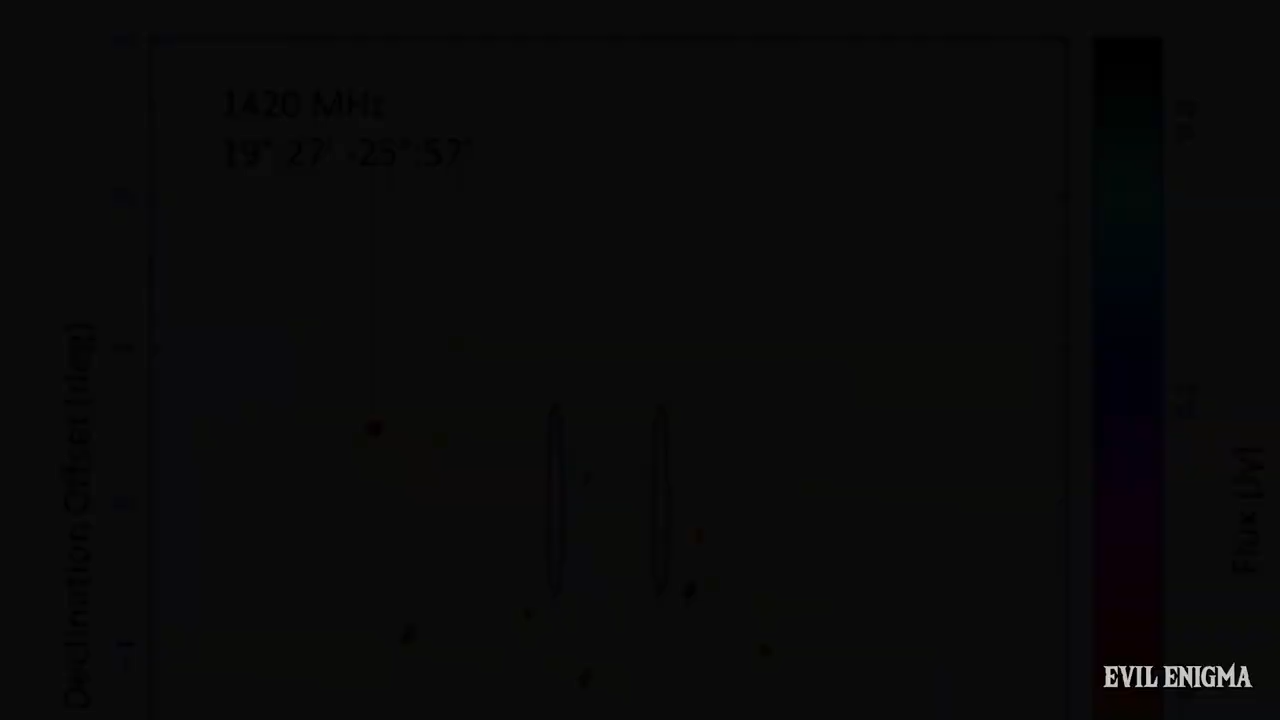 1420 MHz
19° 27' -25°:57'
Declination Offset (deg)
Flux (Jy)
EVIL ENIGMA